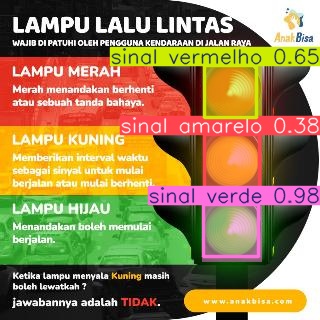 LAMPU LALU LINTAS
WAJIB DI PATUHI OLEH PENGGUNA KENDARAAN DI JALAN RAYA
AnakBisa
sinal vermelho 0.65
LAMPU MERAH
Merah menandakan berhenti
atau sebuah tanda bahaya.
sinal amarelo 0.38
LAMPU KUNING
Memberikan interval waktu
sebagai sinyal untuk mulai
berjalan atau mulai berhenti.
sinal verde 0.98
LAMPU HIJAU
Menandakan boleh memulai
berjalan.
Ketika lampu menyala Kuning masih
boleh lewatkah ?
jawabannya adalah TIDAK.
www.anakbisa.com